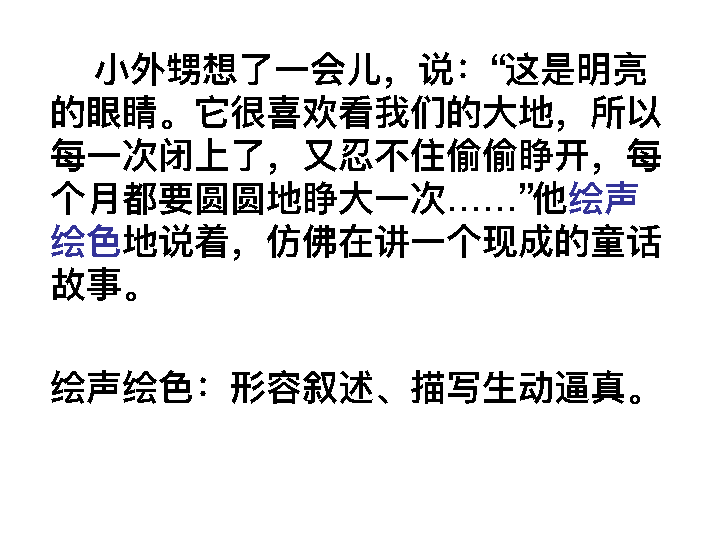 小外甥想了一会儿，说：“这是明亮
的眼睛。它很喜欢看我们的大地，所以
每一次闭上了，又忍不住偷偷睁开，每
个月都要圆圆地睁大一次……”他绘声
绘色地说着，仿佛在讲一个现成的童话
故事。
绘声绘色：形容叙述、描写生动逼真。